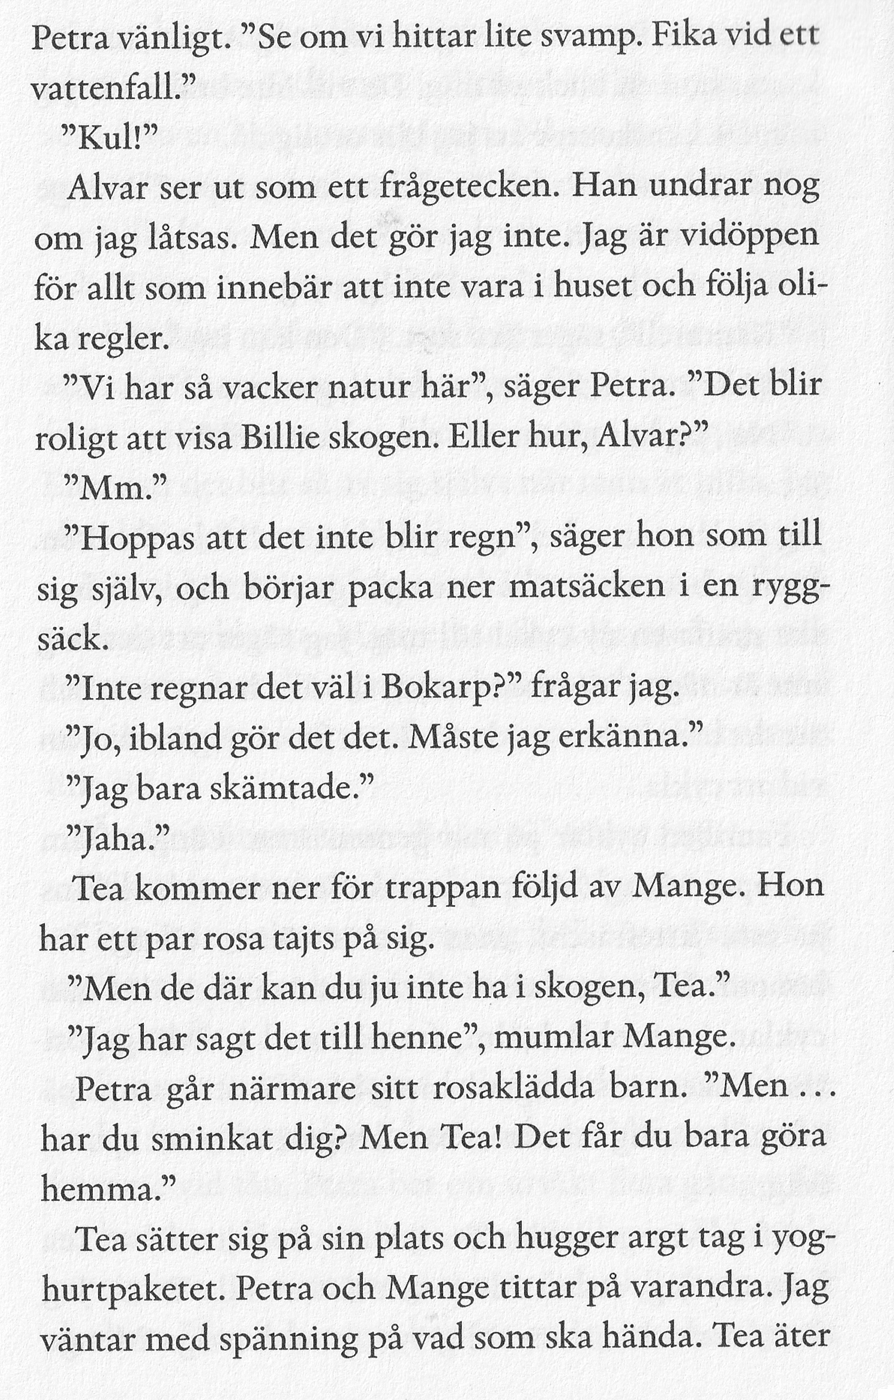 Petra vänligt. ”Se om vi hittar lite svamp. Fika vid ett
vattenfall.”
”Kul!”
Alvar ser ut som ett frågetecken. Han undrar nog
om jag låtsas. Men det gör jag inte. Jag är vidöppen
för allt som innebär att inte vara i huset och följa oli-
ka regler.
”Vi har så vacker natur här”, säger Petra. ”Det blir
roligt att visa Billie skogen. Eller hur, Alvar?”
”Mm.”
”Hoppas att det inte blir regn”, säger hon som till
sig själv, och börjar packa ner matsäcken i en rygg-
säck.
”Inte regnar det väl i Bokarp?” frågar jag.
”Jo, ibland gör det det. Måste jag erkänna.”
”Jag bara skämtade.”
”Jaha.”
Tea kommer ner för trappan följd av Mange. Hon
har ett par rosa tajts på sig.
”Men de där kan du ju inte ha i skogen, Tea.”
”Jag har sagt det till henne”, mumlar Mange.
Petra går närmare sitt rosaklädda barn. ”Men …
har du sminkat dig? Men Tea! Det får du bara göra
hemma.”
Tea sätter sig på sin plats och hugger argt tag i yog-
hurtpaketet. Petra och Mange tittar på varandra. Jag
väntar med spänning på vad som ska hända. Tea äter